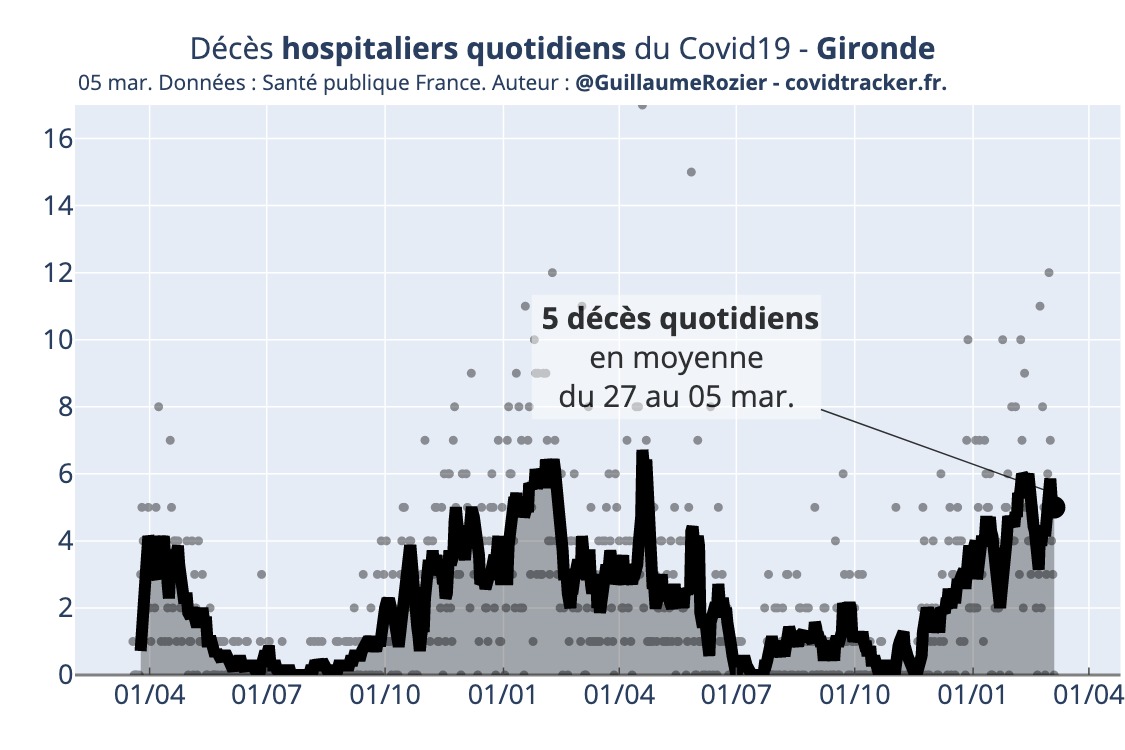 Décès hospitaliers quotidiens du Covid19 - Gironde
05 mar. Données : Santé publique France. Auteur : @GuillaumeRozier - covidtracker.fr.
16
14
12
10
8
6
4
2
0
5 décès quotidiens
en moyenne
du 27 au 05 mar.
01/04 01/07 01/10 01/01 01/04 01/07 01/10 01/01 01/04